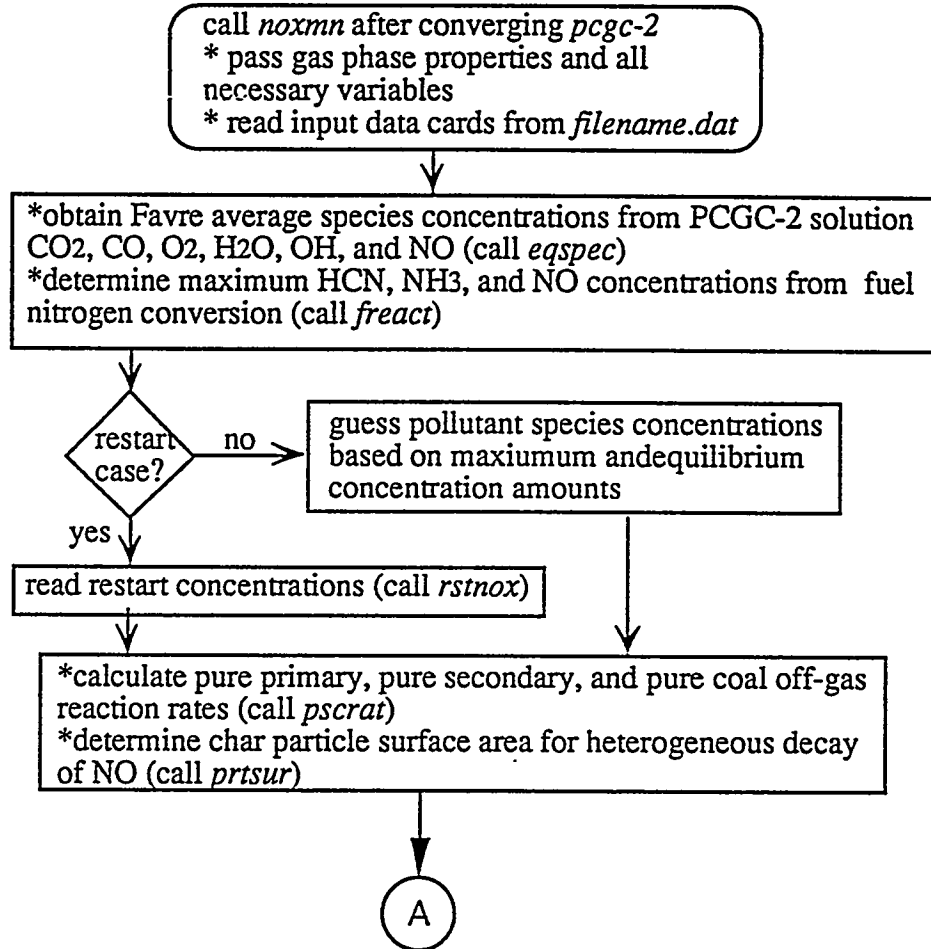 call noxmn after converging pcgc-2
* pass gas phase properties and all
necessary variables
* read input data cards from filename.dat
*obtain Favre average species concentrations from PCGC-2 solution
CO2, CO, O2, H2O, OH, and NO (call eqspec)
*determine maximum HCN, NH3, and NO concentrations from fuel
nitrogen conversion (call freact)
restart
case?
no
guess pollutant species concentrations
based on maxiumum andequilibrium
concentration amounts
yes
read restart concentrations (call rstnox)
*calculate pure primary, pure secondary, and pure coal off-gas
reaction rates (call pscrat)
*determine char particle surface area for heterogeneous decay
of NO (call prtsur)
A